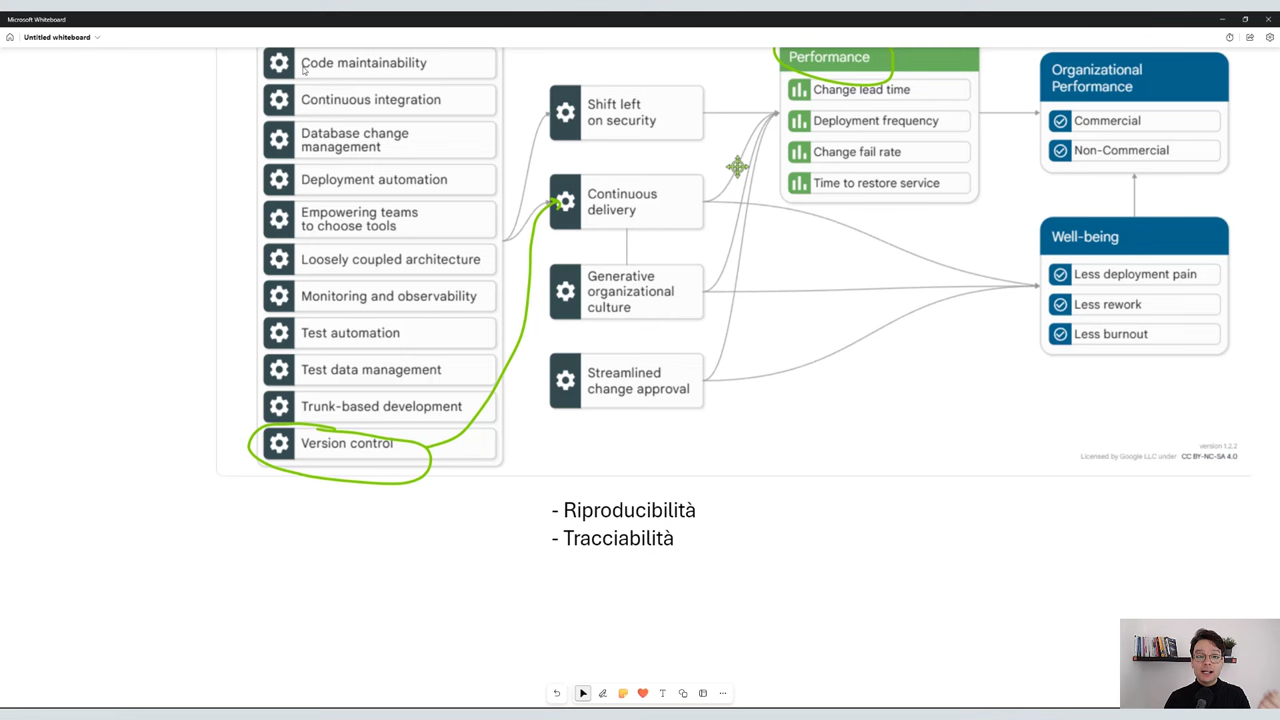 Microsoft Whiteboard
Untitled whiteboard
Code maintainability
Continuous integration
Database change
management
Deployment automation
Empowering teams
to choose tools
Loosely coupled architecture
Monitoring and observability
Test automation
Test data management
Trunk-based development
Version control
Shift left
on security
Continuous
delivery
Generative
organizational
culture
Streamlined
change approval
Performance
Change lead time
Deployment frequency
Change fail rate
Time to restore service
Organizational
Performance
Commercial
Non-Commercial
Well-being
Less deployment pain
Less rework
Less burnout
version 1.2.2
Licensed by Google LLC under CC BY-NC-SA 4.0
- Riproducibilità
- Tracciabilità